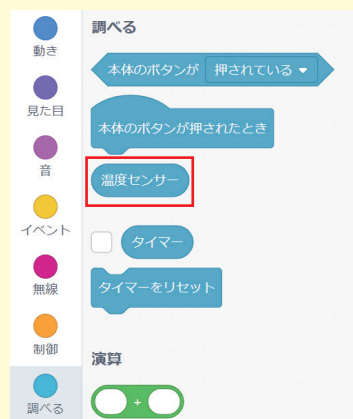 動き
見た目
音
イベント
無線
制御
調べる
調べる
本体のボタンが 押されている
本体のボタンが押されたとき
温度センサー
タイマー
タイマーをリセット
演算
+